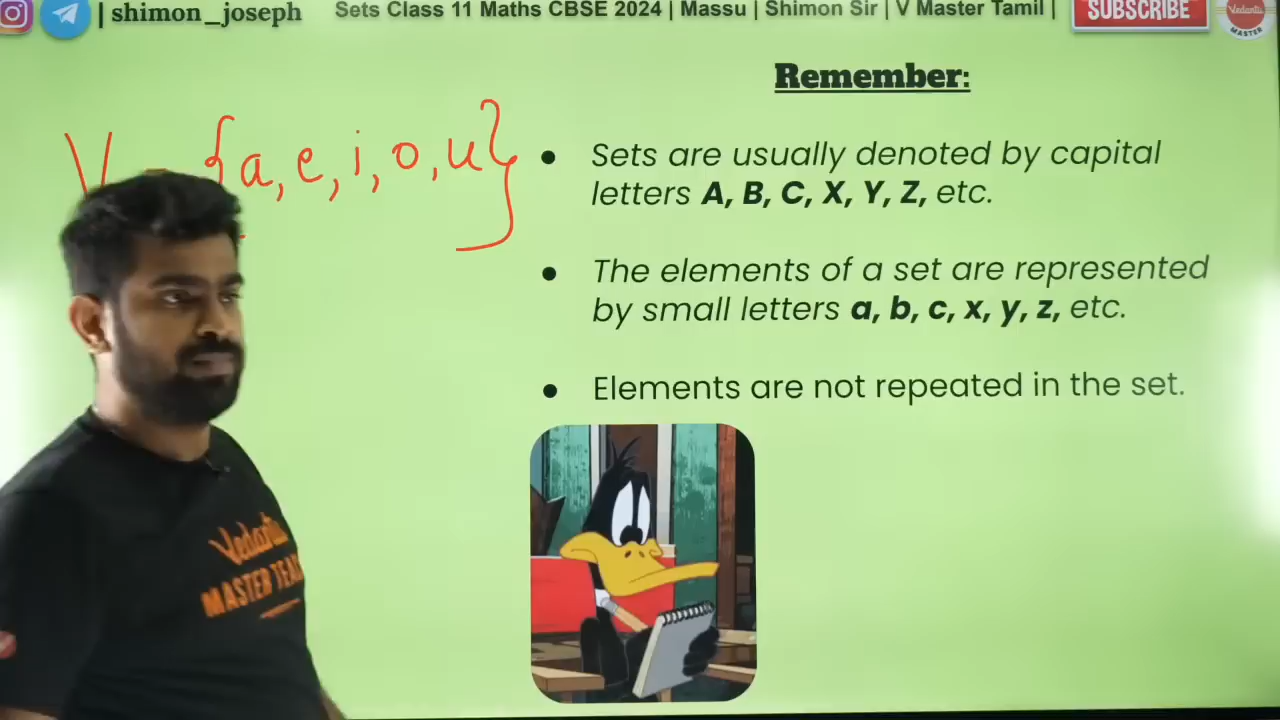 | shimon_joseph
Sets Class 11 Maths CBSE 2024 | Massu | Shimon Sir | V Master Tamil |
SUBSCRIBE
Vedantu
MASTER
Remember:
V = {a, e, i, o, u}
● Sets are usually denoted by capital
letters A, B, C, X, Y, Z, etc.
● The elements of a set are represented
by small letters a, b, c, x, y, z, etc.
● Elements are not repeated in the set.
Vedantu
MASTER TEA